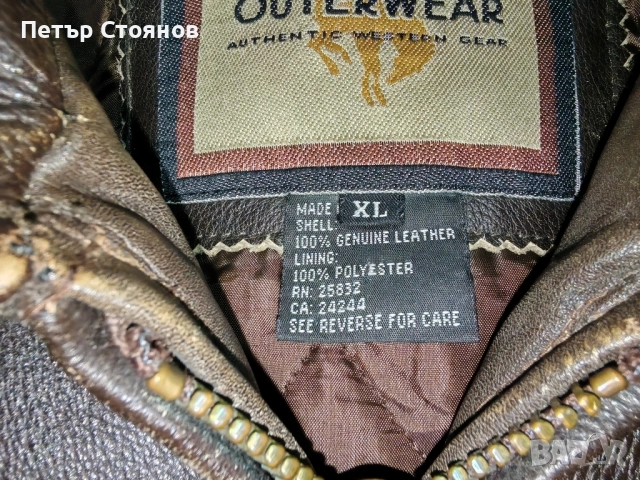 Петър Стоянов
OUTERWEAR
AUTHENTIC WESTERN GEAR
MADE XL
SHELL:
100% GENUINE LEATHER
LINING:
100% POLYESTER
RN: 25832
CA: 24244
SEE REVERSE FOR CARE
BAZAR